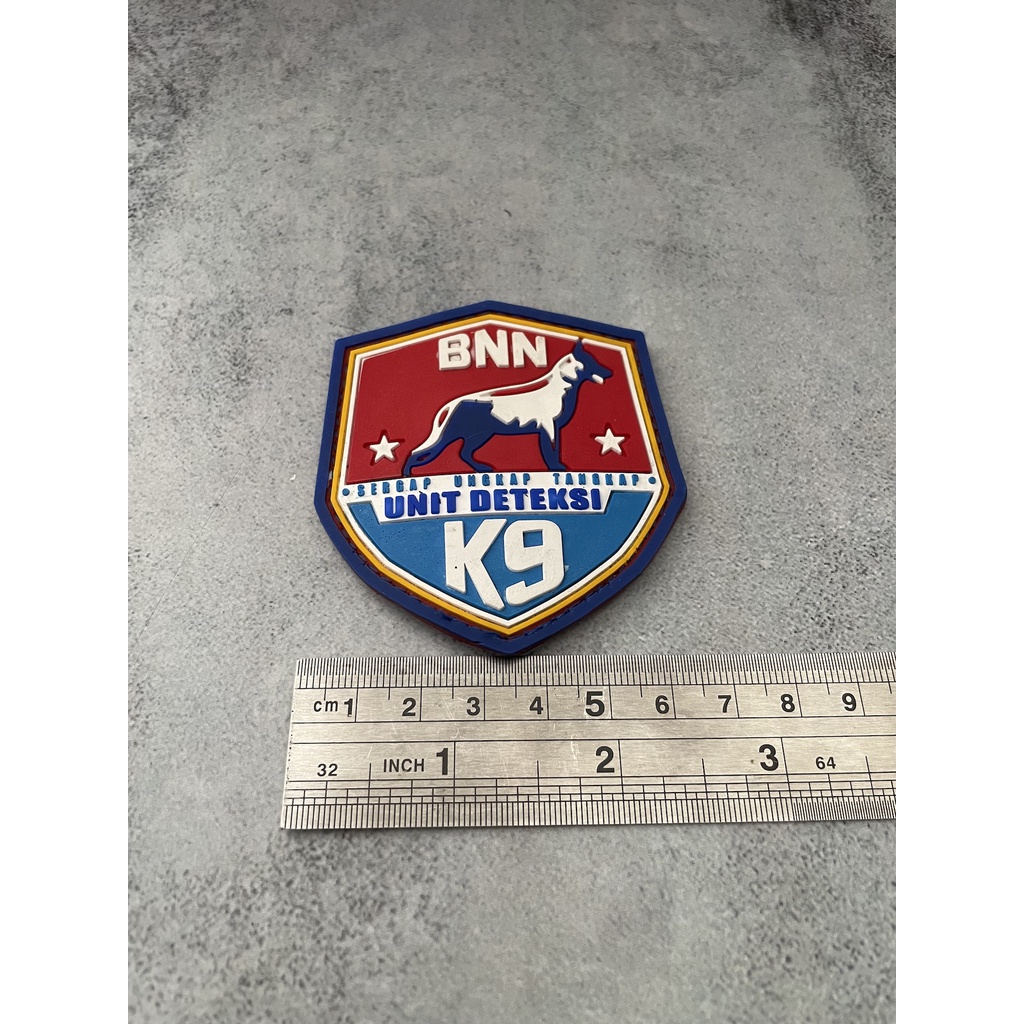 BNN
• SERGAP UNGKAP TANGKAP •
UNIT DETEKSI
K9
cm 1 2 3 4 5 6 7 8 9
32 INCH 1 2 3 64